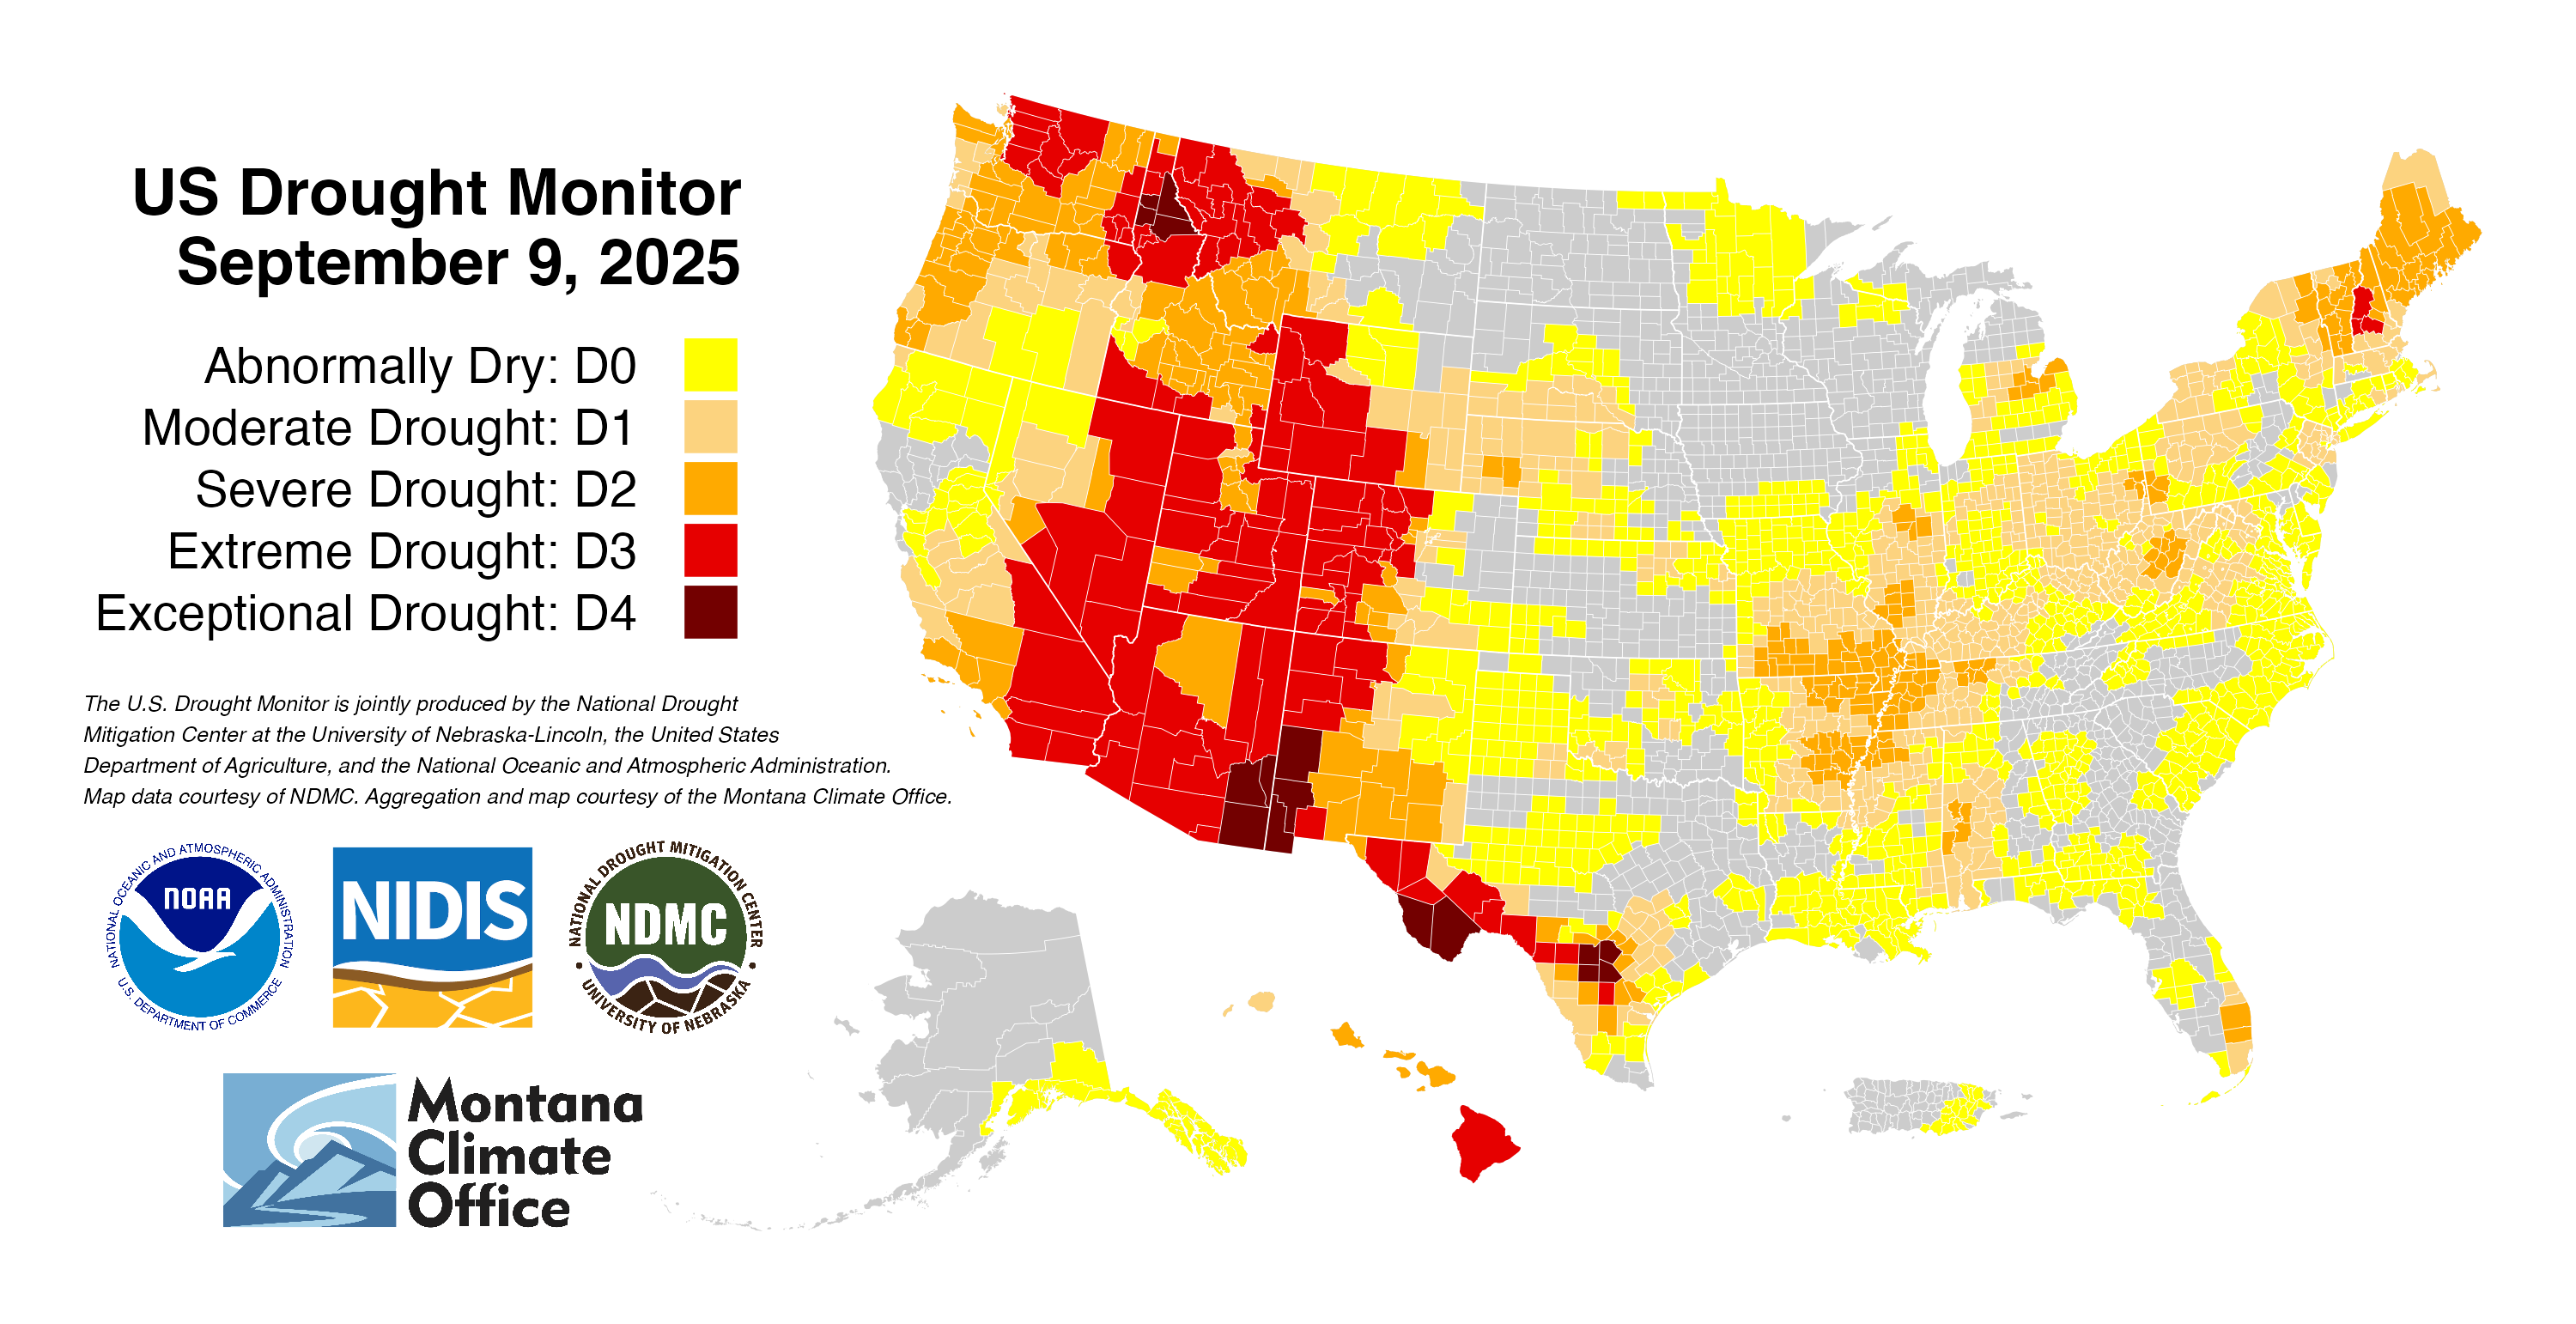 US Drought Monitor
September 9, 2025
Abnormally Dry: D0
Moderate Drought: D1
Severe Drought: D2
Extreme Drought: D3
Exceptional Drought: D4
The U.S. Drought Monitor is jointly produced by the National Drought
Mitigation Center at the University of Nebraska-Lincoln, the United States
Department of Agriculture, and the National Oceanic and Atmospheric Administration.
Map data courtesy of NDMC. Aggregation and map courtesy of the Montana Climate Office.
NATIONAL OCEANIC AND ATMOSPHERIC ADMINISTRATION
NOAA
U.S. DEPARTMENT OF COMMERCE
NIDIS
NATIONAL DROUGHT MITIGATION CENTER
NDMC
UNIVERSITY OF NEBRASKA
Montana
Climate
Office